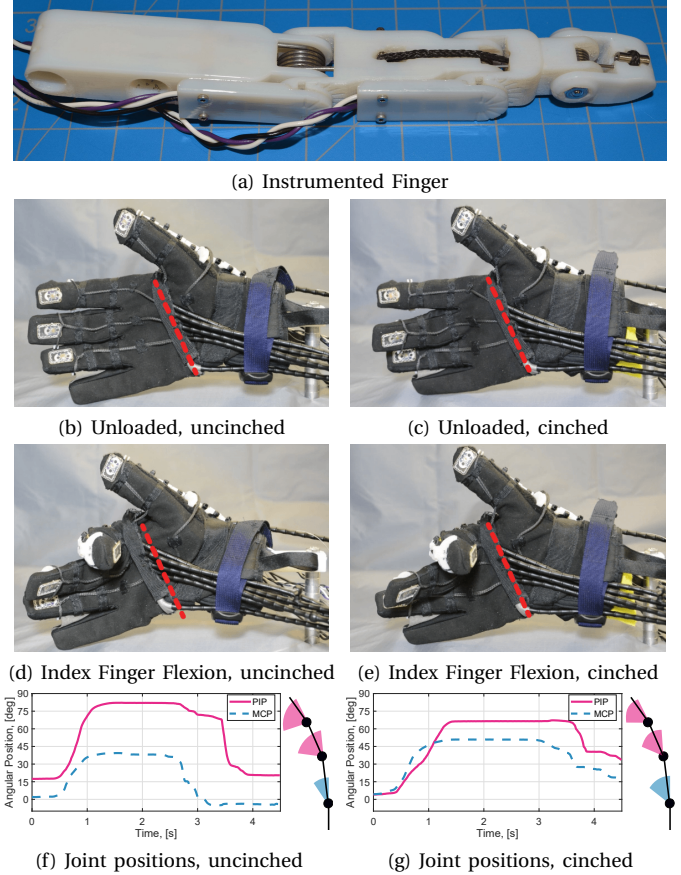 (a) Instrumented Finger
(b) Unloaded, uncinched
(c) Unloaded, cinched
(d) Index Finger Flexion, uncinched
(e) Index Finger Flexion, cinched
Angular Position, [deg]
90
75
60
45
30
15
0
PIP
MCP
0
1
2
3
4
Time, [s]
Angular Position, [deg]
90
75
60
45
30
15
0
PIP
MCP
0
1
2
3
4
Time, [s]
(f) Joint positions, uncinched
(g) Joint positions, cinched